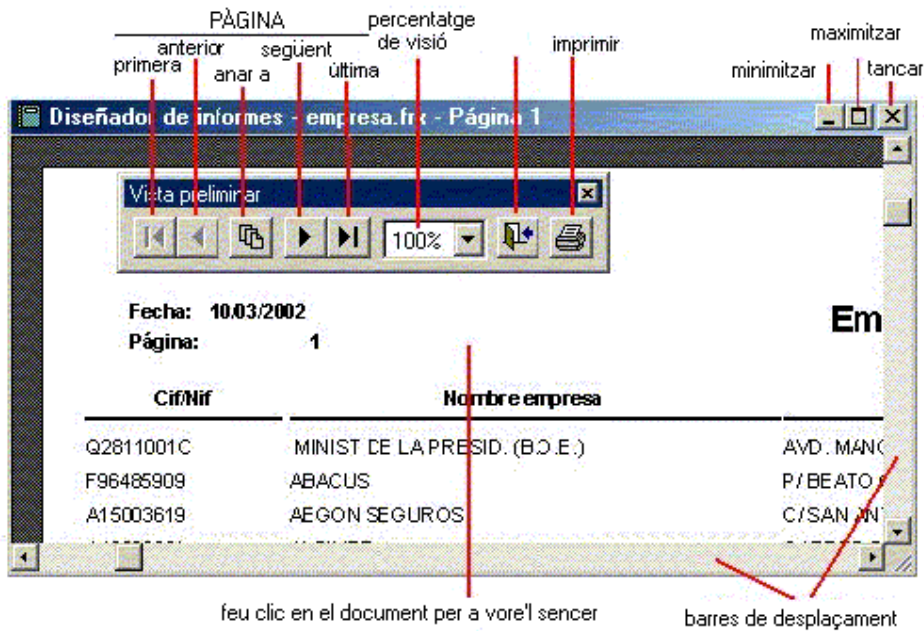 PÀGINA
percentatge
de visió
maximitzar
anterior
següent
imprimir
primera
anar a
última
minimitzar
tancar
Diseñador de informes - empresa.frx - Página 1
Vista preliminar
100%
Fecha: 10/03/2002
Em
Página: 1
Cif/Nif Nombre empresa
Q2811001C MINIST DE LA PRESID. (B.O.E.) AVD. MANO
F96485909 ABACUS P/ BEATO
A15003619 AEGON SEGUROS C/SAN ANT
feu clic en el document per a vore'l sencer
barres de desplaçament